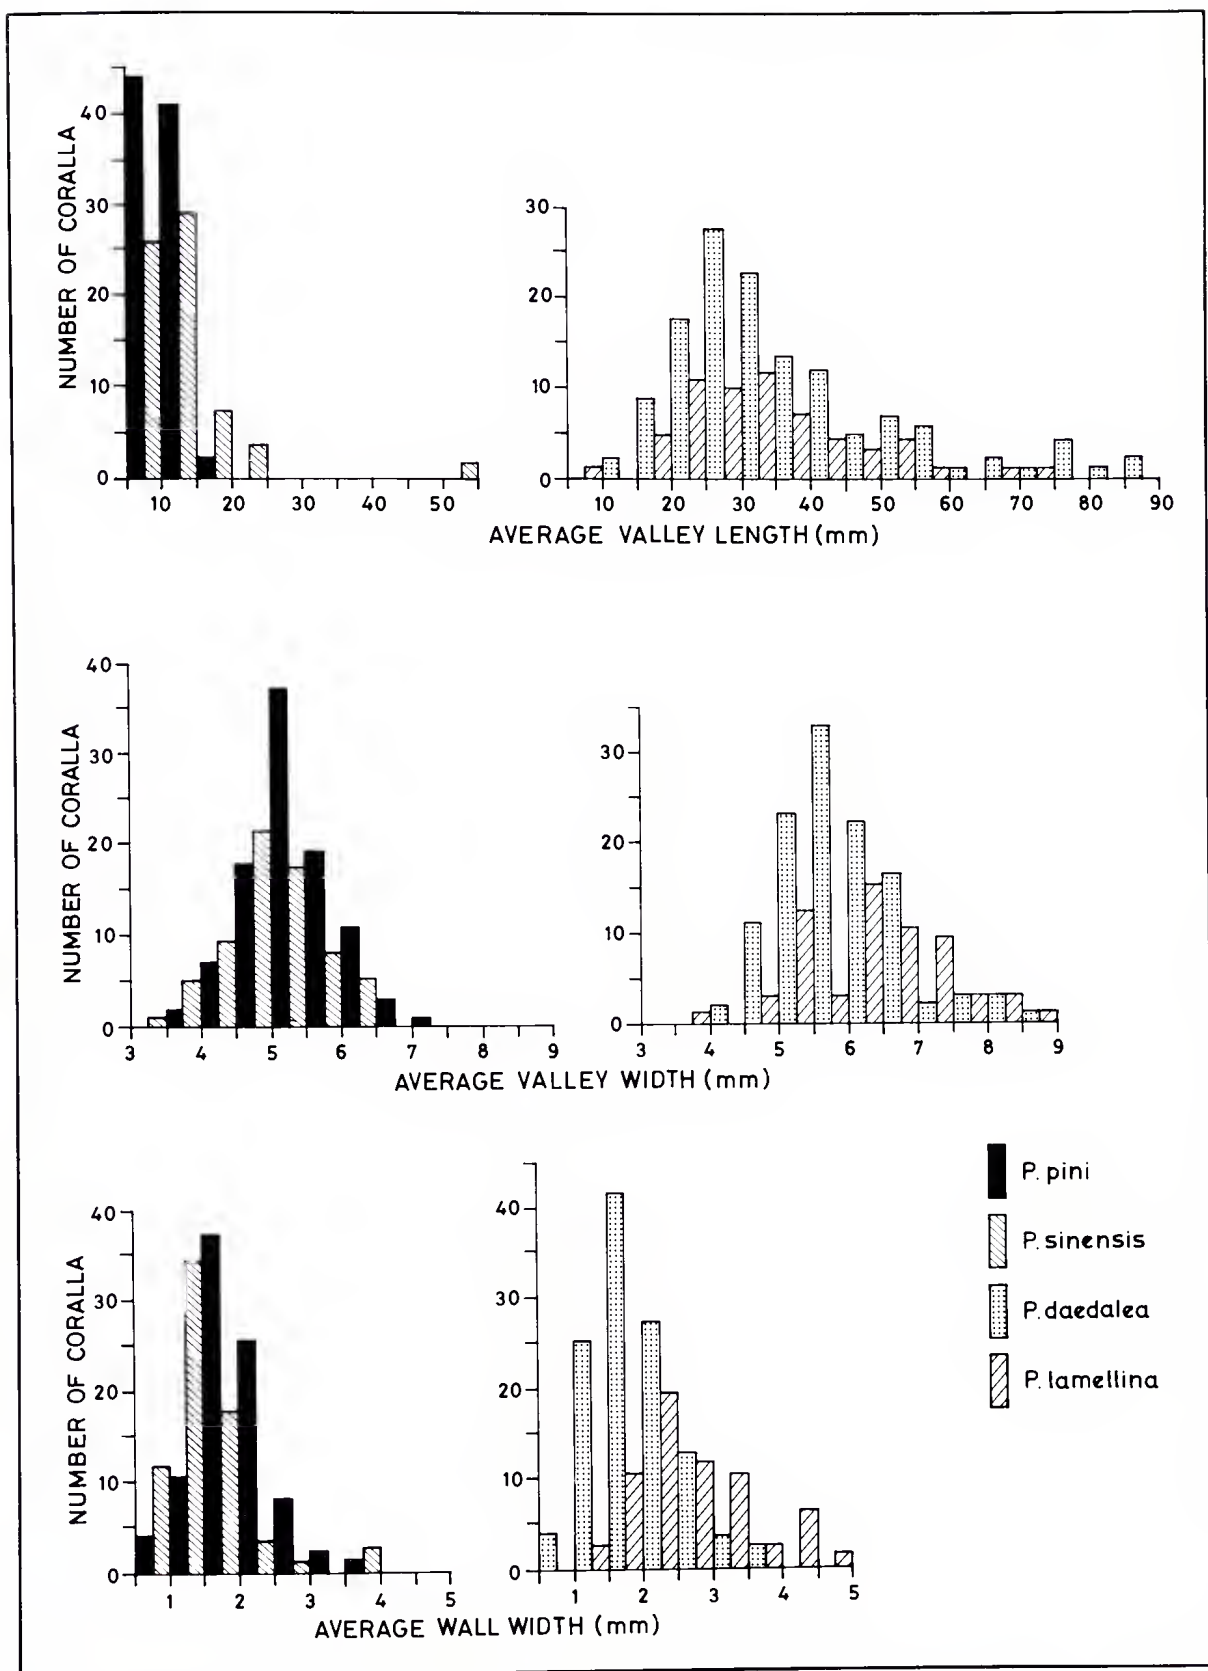 NUMBER OF CORALLA
40
30
20
10
0
10 20 30 40 50
30
20
10
0
10 20 30 40 50 60 70 80 90
AVERAGE VALLEY LENGTH (mm)
NUMBER OF CORALLA
40
30
20
10
0
3 4 5 6 7 8 9
30
20
10
0
3 4 5 6 7 8 9
AVERAGE VALLEY WIDTH (mm)
NUMBER OF CORALLA
40
30
20
10
0
1 2 3 4 5
40
30
20
10
0
1 2 3 4 5
AVERAGE WALL WIDTH (mm)
P. pini
P. sinensis
P. daedalea
P. lamellina